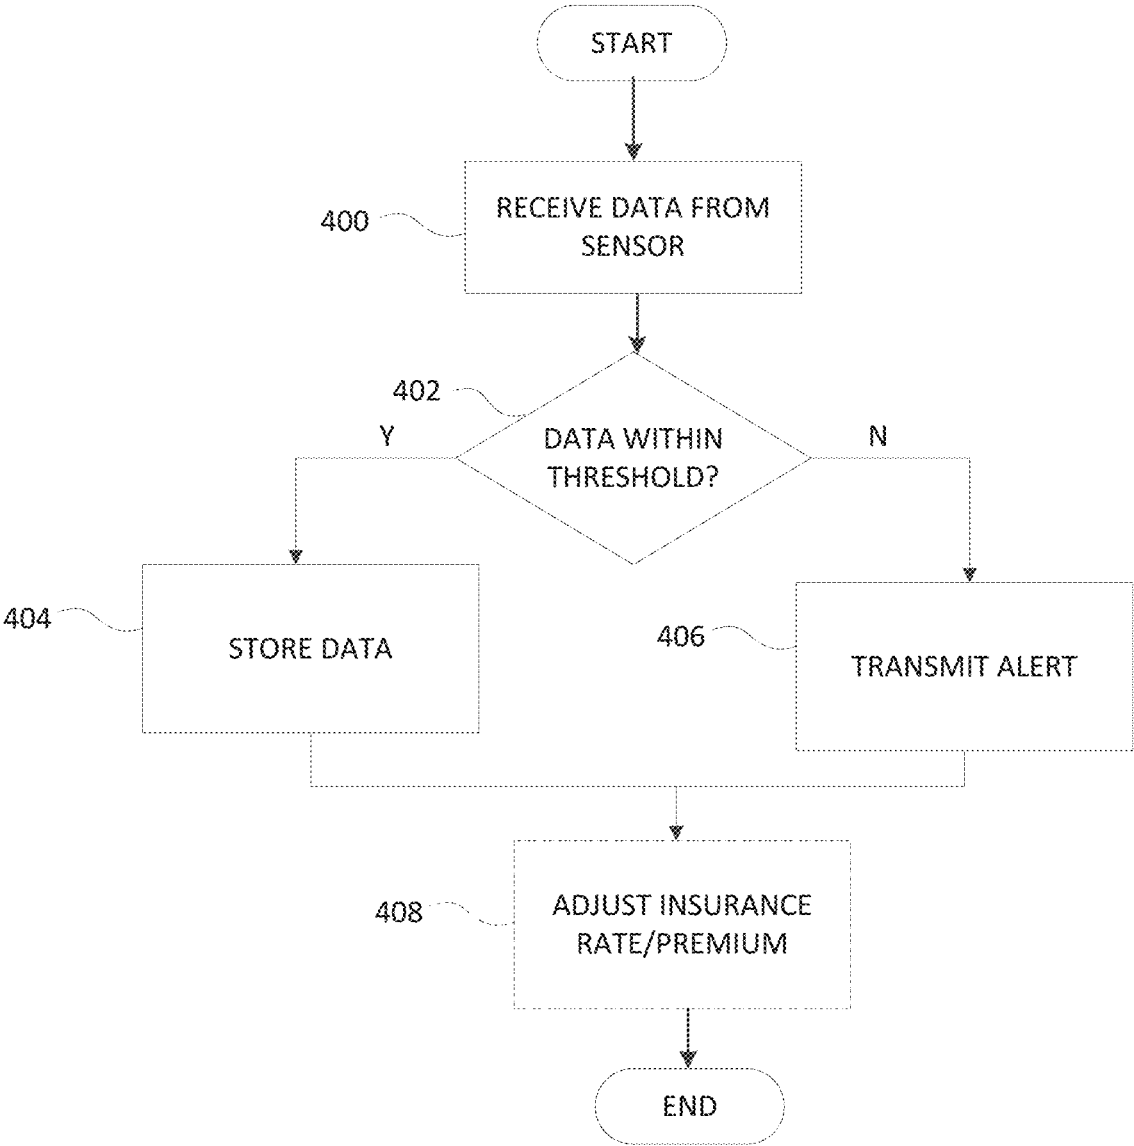 START
400
RECEIVE DATA FROM
SENSOR
402
Y
DATA WITHIN
THRESHOLD?
N
404
STORE DATA
406
TRANSMIT ALERT
408
ADJUST INSURANCE
RATE/PREMIUM
END